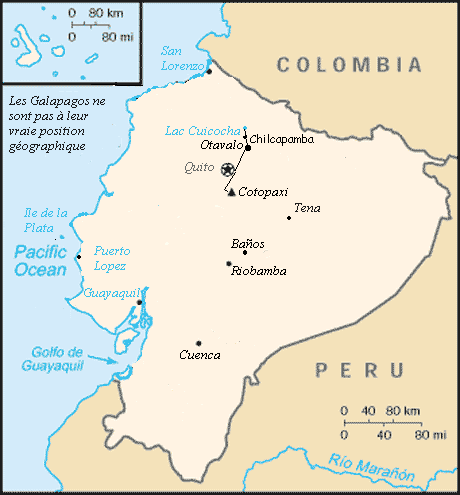 0 80 km
0 80 mi
Les Galapagos ne
sont pas à leur
vraie position
géographique
San
Lorenzo
COLOMBIA
Lac Cuicocha
Otavalo
Chilcapamba
Quito
Cotopaxi
Tena
Ile de la
Plata
Pacific
Ocean
Puerto
Lopez
Baños
Riobamba
Guayaquil
Golfo de
Guayaquil
Cuenca
PERU
0 40 80 km
0 40 80 mi
Río Marañón